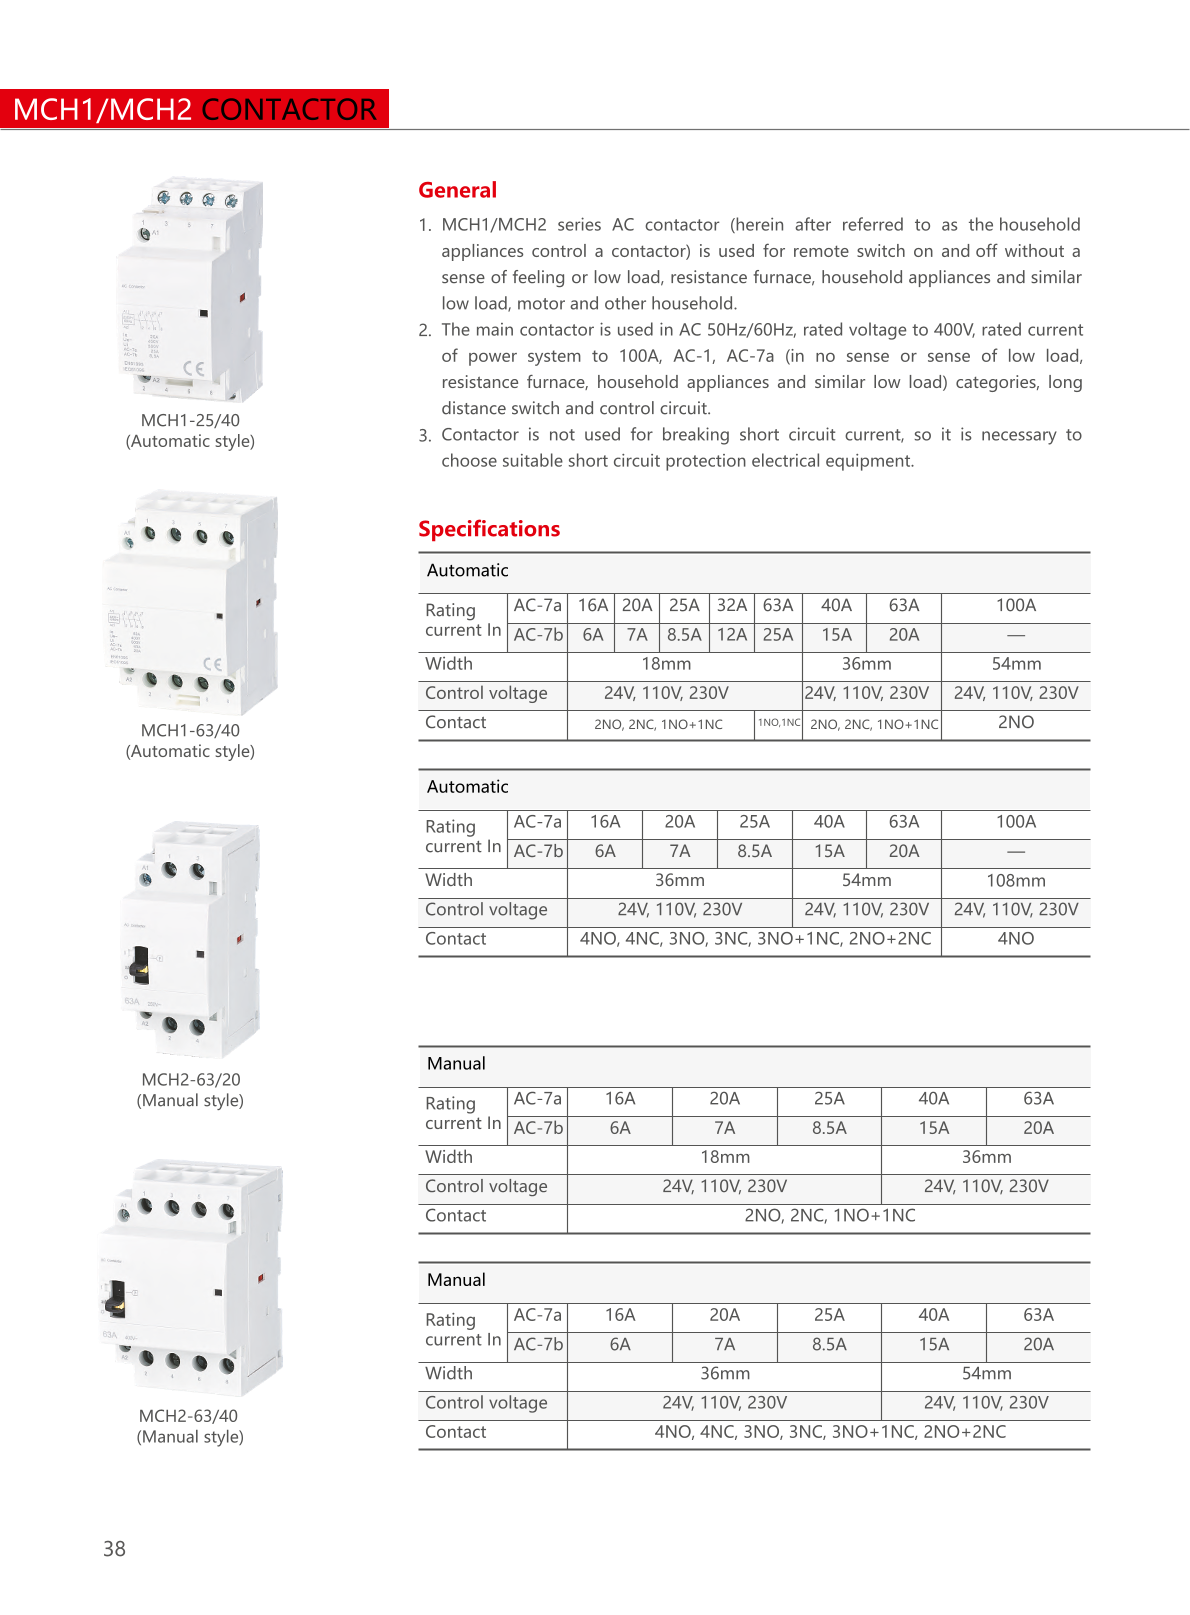 MCH1/MCH2 CONTACTOR
MCH1-25/40
(Automatic style)
MCH1-63/40
(Automatic style)
MCH2-63/20
(Manual style)
MCH2-63/40
(Manual style)
General
1. MCH1/MCH2 series AC contactor (herein after referred to as the household
appliances control a contactor) is used for remote switch on and off without a
sense of feeling or low load, resistance furnace, household appliances and similar
low load, motor and other household.
2. The main contactor is used in AC 50Hz/60Hz, rated voltage to 400V, rated current
of power system to 100A, AC-1, AC-7a (in no sense or sense of low load,
resistance furnace, household appliances and similar low load) categories, long
distance switch and control circuit.
3. Contactor is not used for breaking short circuit current, so it is necessary to
choose suitable short circuit protection electrical equipment.
Specifications
Automatic
Rating current In AC-7a 16A 20A 25A 32A 63A 40A 63A 100A
AC-7b 6A 7A 8.5A 12A 25A 15A 20A —
Width 18mm 36mm 54mm
Control voltage 24V, 110V, 230V 24V, 110V, 230V 24V, 110V, 230V
Contact 2NO, 2NC, 1NO+1NC 1NO,1NC 2NO, 2NC, 1NO+1NC 2NO
Automatic
Rating current In AC-7a 16A 20A 25A 40A 63A 100A
AC-7b 6A 7A 8.5A 15A 20A —
Width 36mm 54mm 108mm
Control voltage 24V, 110V, 230V 24V, 110V, 230V 24V, 110V, 230V
Contact 4NO, 4NC, 3NO, 3NC, 3NO+1NC, 2NO+2NC 4NO
Manual
Rating current In AC-7a 16A 20A 25A 40A 63A
AC-7b 6A 7A 8.5A 15A 20A
Width 18mm 36mm
Control voltage 24V, 110V, 230V 24V, 110V, 230V
Contact 2NO, 2NC, 1NO+1NC
Manual
Rating current In AC-7a 16A 20A 25A 40A 63A
AC-7b 6A 7A 8.5A 15A 20A
Width 36mm 54mm
Control voltage 24V, 110V, 230V 24V, 110V, 230V
Contact 4NO, 4NC, 3NO, 3NC, 3NO+1NC, 2NO+2NC
38